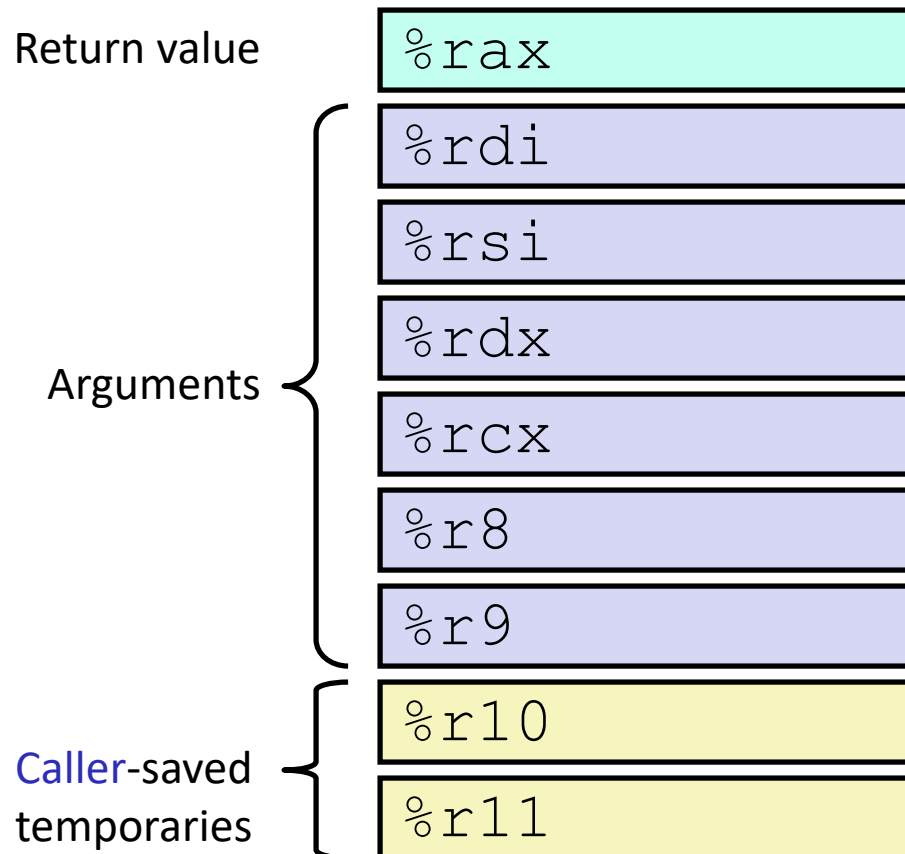 Return value
%rax
%rdi
%rsi
%rdx
Arguments
%rcx
%r8
%r9
%r10
Caller-saved
temporaries
%r11